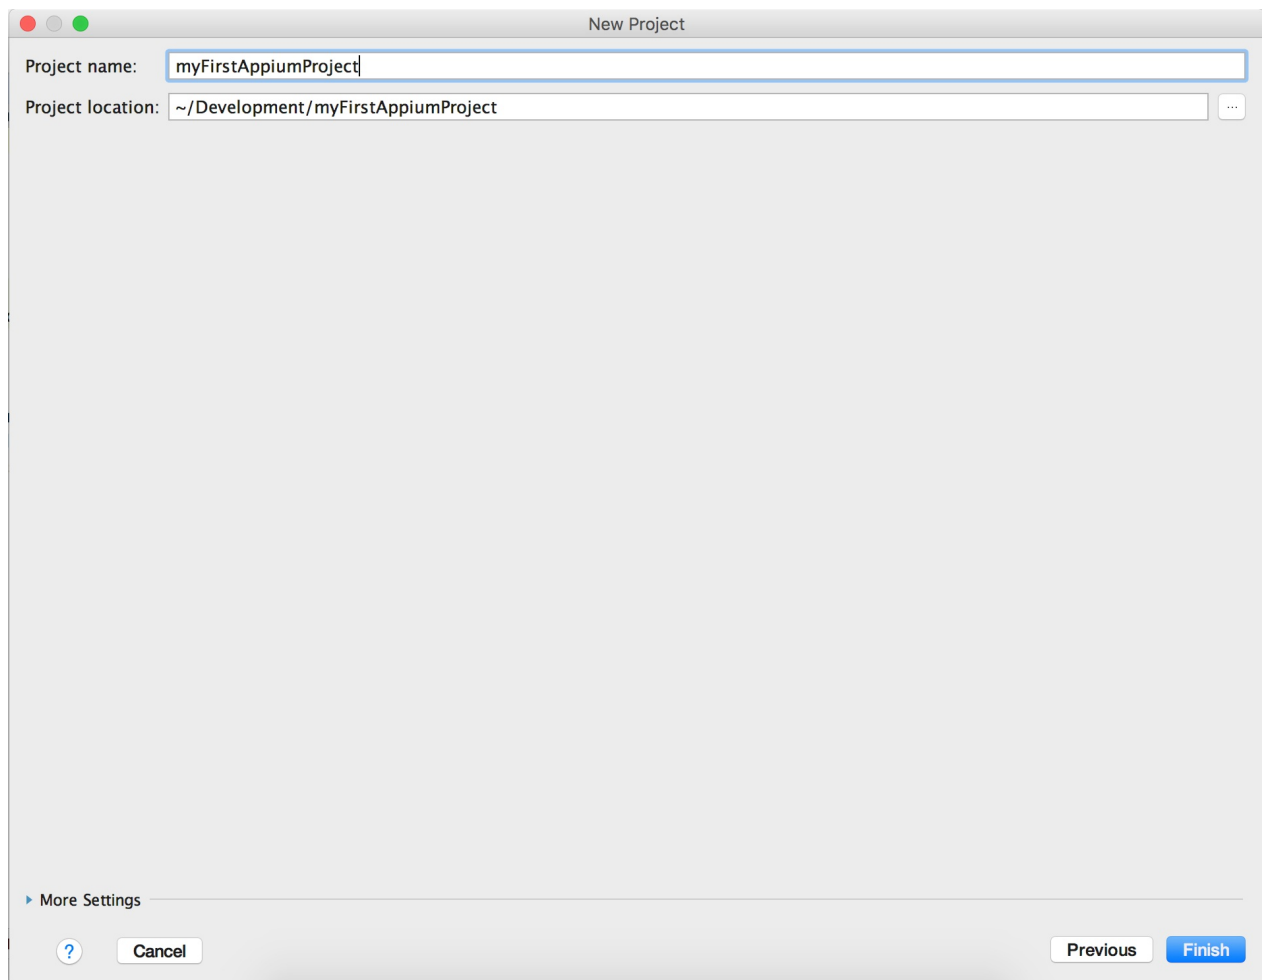 New Project
Project name: myFirstAppiumProject
Project location: ~/Development/myFirstAppiumProject ...
More Settings
? Cancel Previous Finish